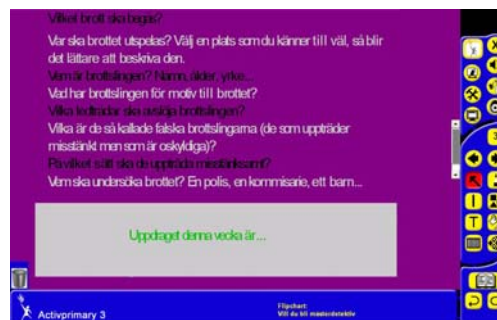 Vilket brott ska begås?
Var ska brottet utspelas? Välj en plats som du känner till väl, så blir
det lättare att beskriva den.
Vem är brottslingen? Namn, ålder, yrke...
Vad har brottslingen för motiv till brottet?
Vilka ledtrådar ska avslöja brottslingen?
Vilka är de så kallade falska brottslingarna (de som uppträder
misstänkt men som är oskyldiga)?
På vilket sätt ska de uppträda misstänksamt?
Vem ska undersöka brottet? En polis, en kommisarie, ett barn...
Uppdraget denna vecka är...
Activprimary 3
Flipchart:
Vill du bli mästerdetektiv
3
T